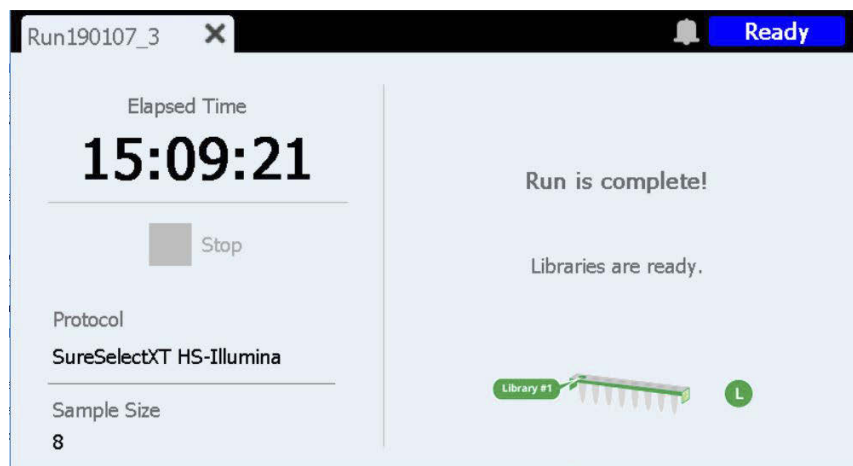 Run190107_3
Ready
Elapsed Time
15:09:21
Stop
Protocol
SureSelectXT HS-Illumina
Sample Size
8
Run is complete!
Libraries are ready.
Library #1
L